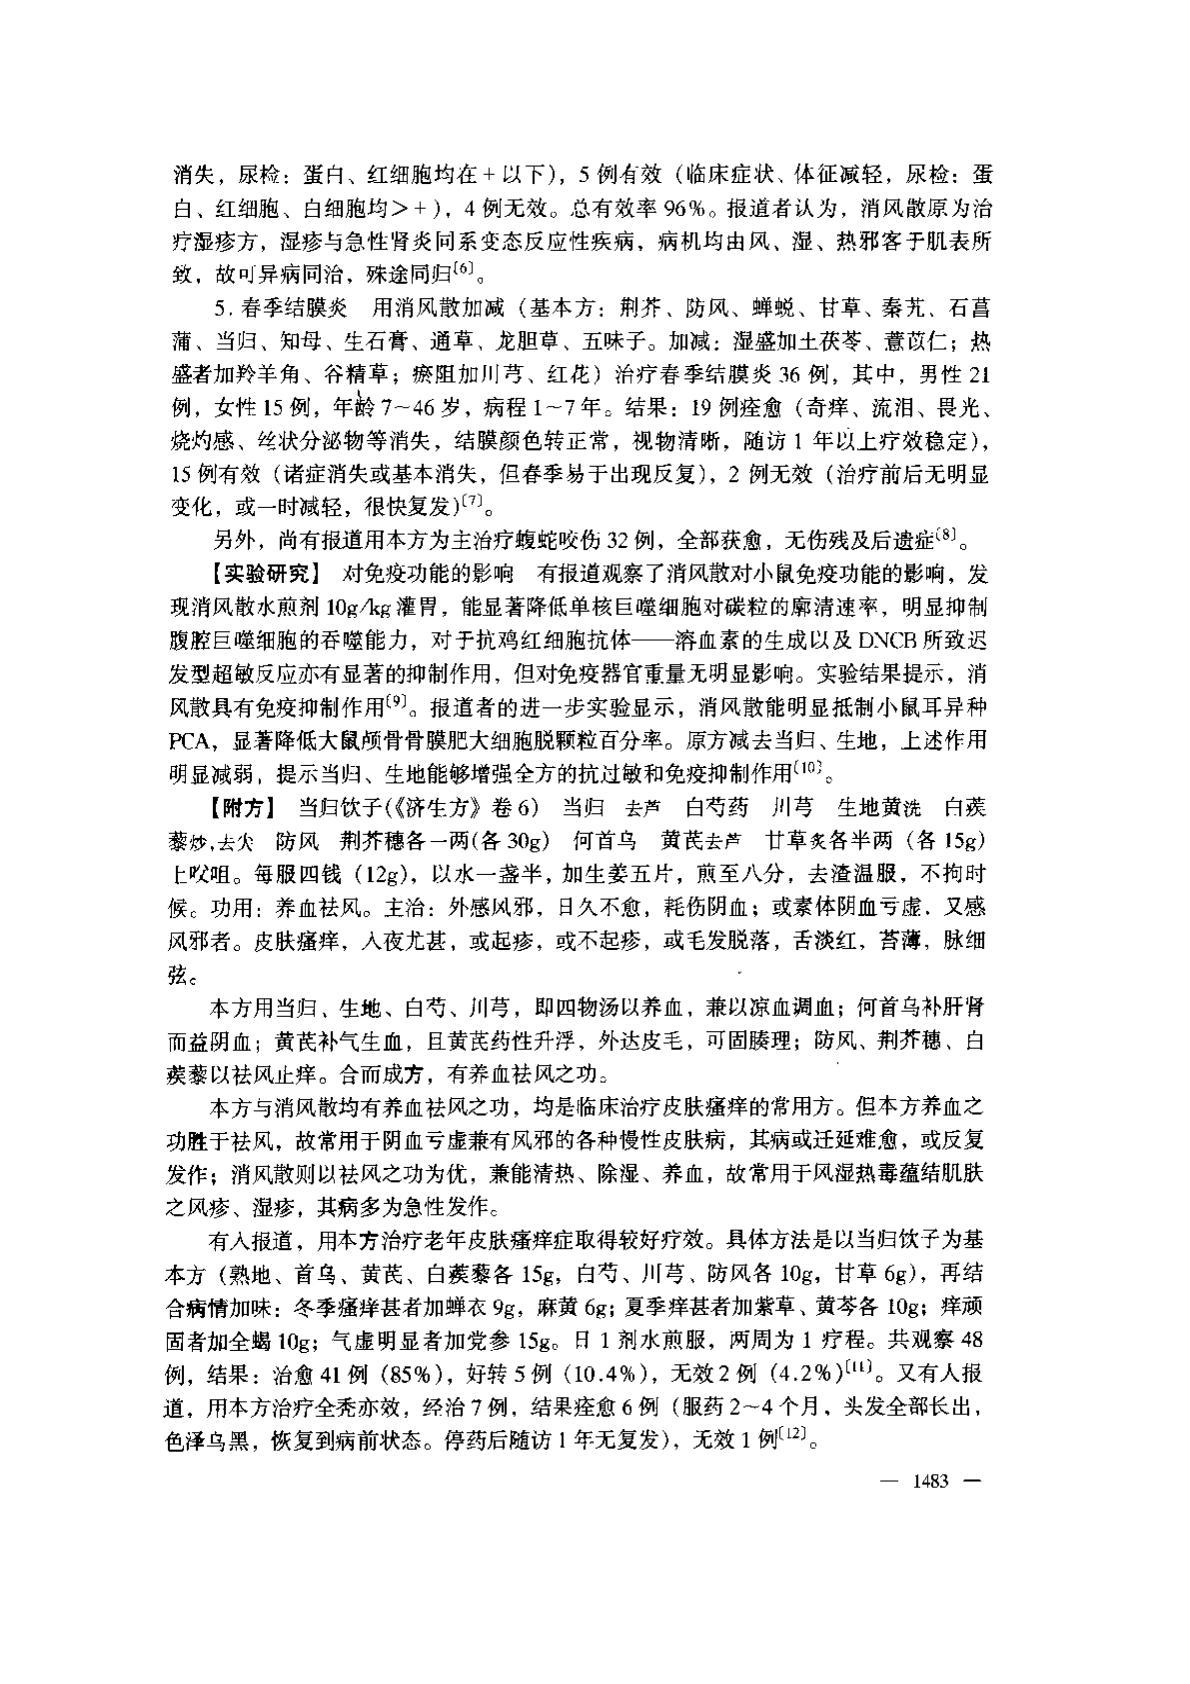 消失，尿检：蛋白、红细胞均在+以下），5例有效（临床症状、体征减轻，尿检：蛋
白、红细胞、白细胞均＞+），4例无效。总有效率96%。报道者认为，消风散原为治
疗湿疹方，湿疹与急性肾炎同系变态反应性疾病，病机均由风、湿、热邪客于肌表所
致，故可异病同治，殊途同归〔6〕。
5. 春季结膜炎　用消风散加减（基本方：荆芥、防风、蝉蜕、甘草、秦艽、石菖
蒲、当归、知母、生石膏、通草、龙胆草、五味子。加减：湿盛加土茯苓、薏苡仁；热
盛者加羚羊角、谷精草；瘀阻加川芎、红花）治疗春季结膜炎36例，其中，男性21
例，女性15例，年龄7～46岁，病程1～7年。结果：19例痊愈（奇痒、流泪、畏光、
烧灼感、丝状分泌物等消失，结膜颜色转正常，视物清晰，随访1年以上疗效稳定），
15例有效（诸症消失或基本消失，但春季易于出现反复），2例无效（治疗前后无明显
变化，或一时减轻，很快复发）〔7〕。
另外，尚有报道用本方为主治疗蝮蛇咬伤32例，全部获愈，无伤残及后遗症〔8〕。
【实验研究】　对免疫功能的影响　有报道观察了消风散对小鼠免疫功能的影响，发
现消风散水煎剂10g/kg灌胃，能显著降低单核巨噬细胞对碳粒的廓清速率，明显抑制
腹腔巨噬细胞的吞噬能力，对于抗鸡红细胞抗体——溶血素的生成以及DNCB所致迟
发型超敏反应亦有显著的抑制作用，但对免疫器官重量无明显影响。实验结果提示，消
风散具有免疫抑制作用〔9〕。报道者的进一步实验显示，消风散能明显抵制小鼠耳异种
PCA，显著降低大鼠颅骨骨膜肥大细胞脱颗粒百分率。原方减去当归、生地，上述作用
明显减弱，提示当归、生地能够增强全方的抗过敏和免疫抑制作用〔10〕。
【附方】　当归饮子（《济生方》卷6）　当归　去芦　白芍药　川芎　生地黄洗　白蒺
藜炒，去尖　防风　荆芥穗各一两（各30g）　何首乌　黄芪去芦　甘草炙各半两（各15g）
上㕮咀。每服四钱（12g），以水一盏半，加生姜五片，煎至八分，去渣温服，不拘时
候。功用：养血祛风。主治：外感风邪，日久不愈，耗伤阴血；或素体阴血亏虚，又感
风邪者。皮肤瘙痒，入夜尤甚，或起疹，或不起疹，或毛发脱落，舌淡红，苔薄，脉细
弦。
本方用当归、生地、白芍、川芎，即四物汤以养血，兼以凉血调血；何首乌补肝肾
而益阴血；黄芪补气生血，且黄芪药性升浮，外达皮毛，可固腠理；防风、荆芥穗、白
蒺藜以祛风止痒。合而成方，有养血祛风之功。
本方与消风散均有养血祛风之功，均是临床治疗皮肤瘙痒的常用方。但本方养血之
功胜于祛风，故常用于阴血亏虚兼有风邪的各种慢性皮肤病，其病或迁延难愈，或反复
发作；消风散则以祛风之功为优，兼能清热、除湿、养血，故常用于风湿热毒蕴结肌肤
之风疹、湿疹，其病多为急性发作。
有人报道，用本方治疗老年皮肤瘙痒症取得较好疗效。具体方法是以当归饮子为基
本方（熟地、首乌、黄芪、白蒺藜各15g，白芍、川芎、防风各10g，甘草6g），再结
合病情加味：冬季瘙痒甚者加蝉衣9g，麻黄6g；夏季痒甚者加紫草、黄芩各10g；痒顽
固者加全蝎10g；气虚明显者加党参15g。日1剂水煎服，两周为1疗程。共观察48
例，结果：治愈41例（85%），好转5例（10.4%），无效2例（4.2%）〔11〕。又有人报
道，用本方治疗全秃亦效，经治7例，结果痊愈6例（服药2～4个月，头发全部长出，
色泽乌黑，恢复到病前状态。停药后随访1年无复发），无效1例〔12〕。
— 1483 —